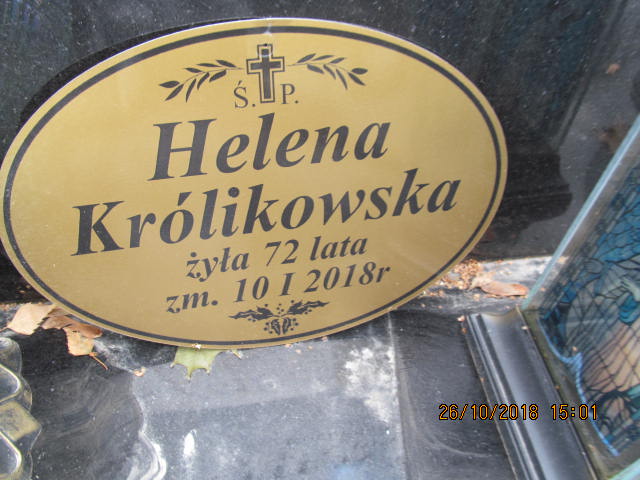 Ś. P.
Helena
Królikowska
żyła 72 lata
zm. 10 I 2018r
26/10/2018 15:01